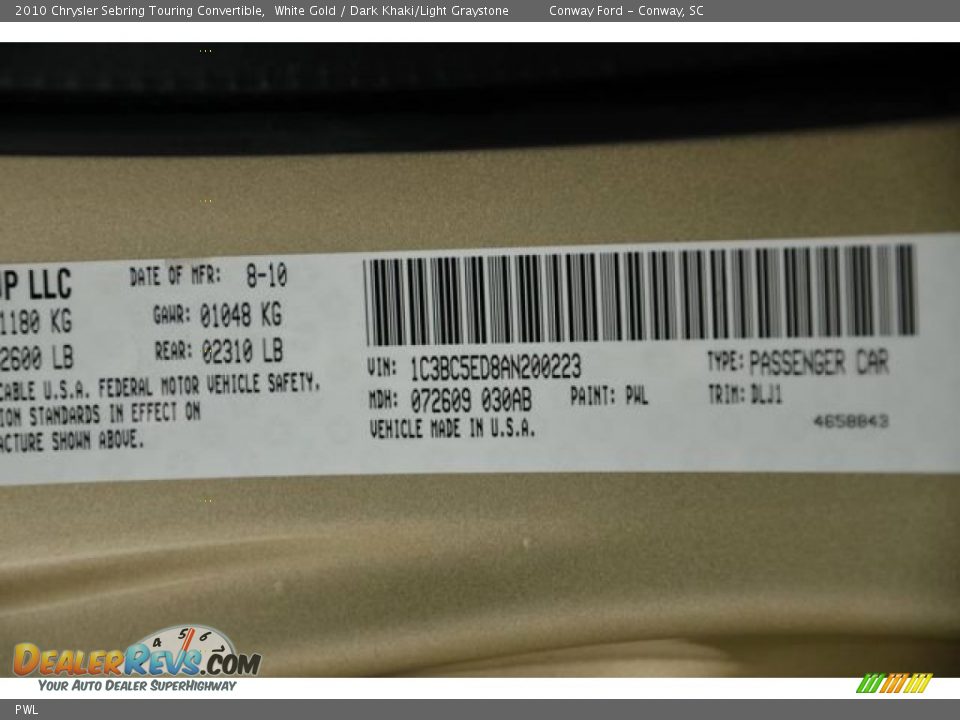 2010 Chrysler Sebring Touring Convertible, White Gold / Dark Khaki/Light Graystone Conway Ford - Conway, SC
LLC DATE OF MFR: 8-10
1180 KG GAWR: 01048 KG
2600 LB REAR: 02310 LB
CABLE U.S.A. FEDERAL MOTOR VEHICLE SAFETY.
ION STANDARDS IN EFFECT ON
ACTURE SHOWN ABOVE.
VIN: 1C3BC5ED8AN200223 TYPE: PASSENGER CAR
MDH: 072609 030AB PAINT: PWL TRIM: DLJ1
VEHICLE MADE IN U.S.A. 4658843
4 5 6
DEALERREVS.COM
YOUR AUTO DEALER SUPERHIGHWAY
PWL